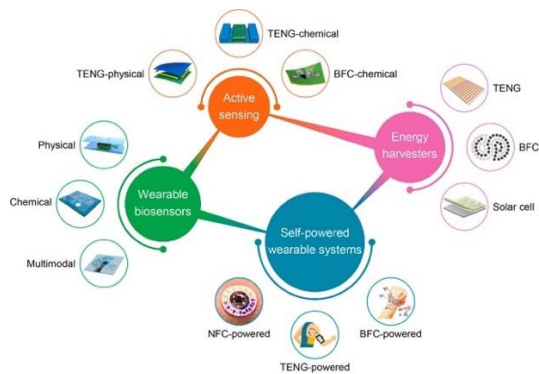 TENG-chemical
TENG-physical
BFC-chemical
Active
sensing
TENG
Physical
Energy
harvesters
BFC
Chemical
Wearable
biosensors
Solar cell
Self-powered
wearable systems
Multimodal
NFC-powered
BFC-powered
TENG-powered